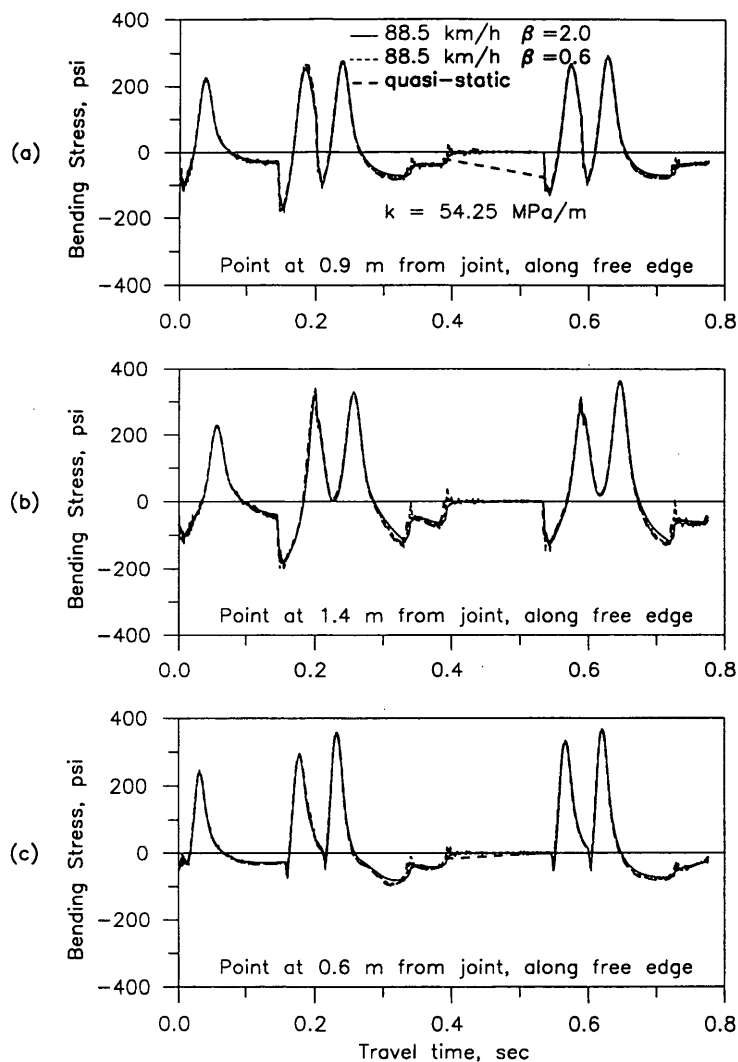 88.5 km/h β =2.0
88.5 km/h β =0.6
quasi-static
(a)
Bending Stress, psi
400
200
0
-200
-400
k = 54.25 MPa/m
Point at 0.9 m from joint, along free edge
0.0 0.2 0.4 0.6 0.8
(b)
Bending Stress, psi
400
200
0
-200
-400
Point at 1.4 m from joint, along free edge
0.0 0.2 0.4 0.6 0.8
(c)
Bending Stress, psi
400
200
0
-200
-400
Point at 0.6 m from joint, along free edge
0.0 0.2 0.4 0.6 0.8
Travel time, sec